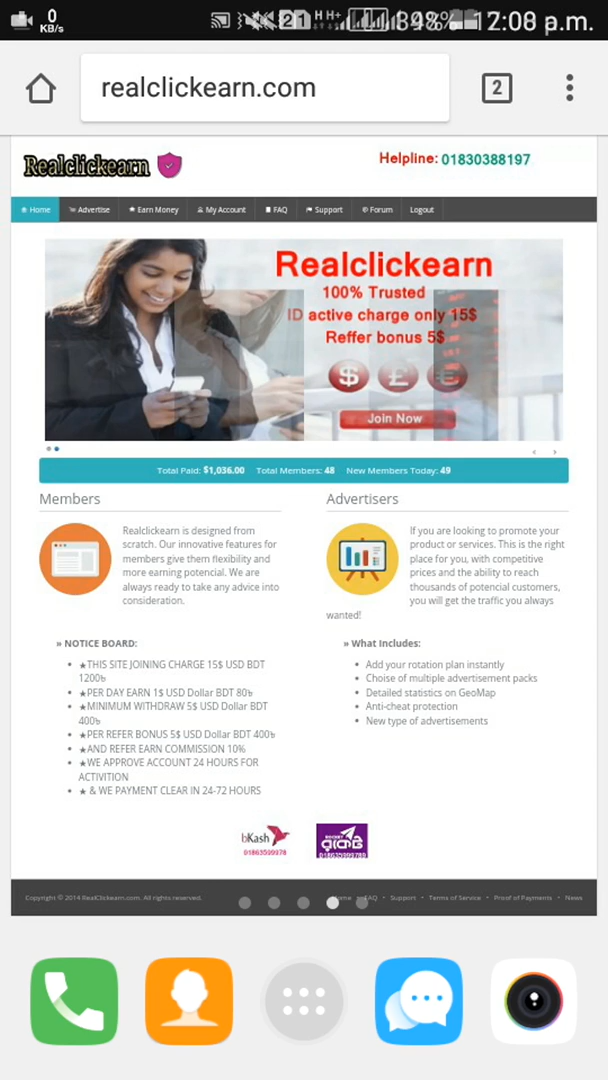 0
KB/s
21
H H+
12:08 p.m.
realclickearn.com
2
Realclickearn
Helpline: 01830388197
Home
Advertise
Earn Money
My Account
FAQ
Support
Forum
Logout
Realclickearn
100% Trusted
ID active charge only 15$
Reffer bonus 5$
$ £ €
Join Now
Total Paid: $1,036.00 Total Members: 48 New Members Today: 49
Members
Realclickearn is designed from
scratch. Our innovative features for
members give them flexibility and
more earning potencial. We are
always ready to take any advice into
consideration.
Advertisers
If you are looking to promote your
product or services. This is the right
place for you, with competitive
prices and the ability to reach
thousands of potencial customers,
you will get the traffic you always
wanted!
» NOTICE BOARD:
• ★THIS SITE JOINING CHARGE 15$ USD BDT
1200৳
• ★PER DAY EARN 1$ USD Dollar BDT 80৳
• ★MINIMUM WITHDRAW 5$ USD Dollar BDT
400৳
• ★PER REFER BONUS 5$ USD Dollar BDT 400৳
• ★AND REFER EARN COMMISSION 10%
• ★WE APPROVE ACCOUNT 24 HOURS FOR
ACTIVITION
• ★ & WE PAYMENT CLEAR IN 24-72 HOURS
» What Includes:
• Add your rotation plan instantly
• Choise of multiple advertisement packs
• Detailed statistics on GeoMap
• Anti-cheat protection
• New type of advertisements
bKash
রকেট
Copyright © 2014 RealClickearn.com. All rights reserved.
FAQ • Support • Terms of Service • Proof of Payments • News